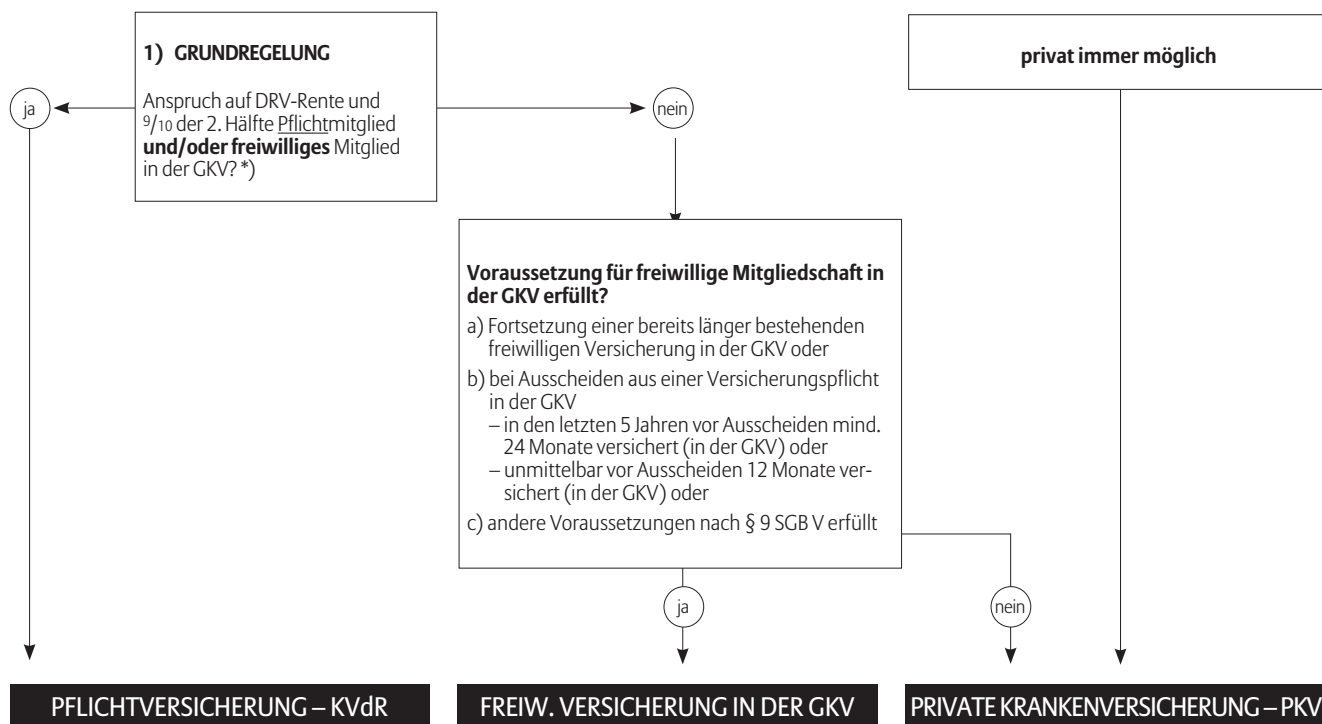 1) GRUNDREGELUNG
Anspruch auf DRV-Rente und
9/10 der 2. Hälfte Pflichtmitglied
und/oder freiwilliges Mitglied
in der GKV? *)
ja
nein
privat immer möglich
Voraussetzung für freiwillige Mitgliedschaft in
der GKV erfüllt?
a) Fortsetzung einer bereits länger bestehenden
freiwilligen Versicherung in der GKV oder
b) bei Ausscheiden aus einer Versicherungspflicht
in der GKV
– in den letzten 5 Jahren vor Ausscheiden mind.
24 Monate versichert (in der GKV) oder
– unmittelbar vor Ausscheiden 12 Monate ver-
sichert (in der GKV) oder
c) andere Voraussetzungen nach § 9 SGB V erfüllt
ja
nein
PFLICHTVERSICHERUNG – KVdR
FREIW. VERSICHERUNG IN DER GKV
PRIVATE KRANKENVERSICHERUNG – PKV